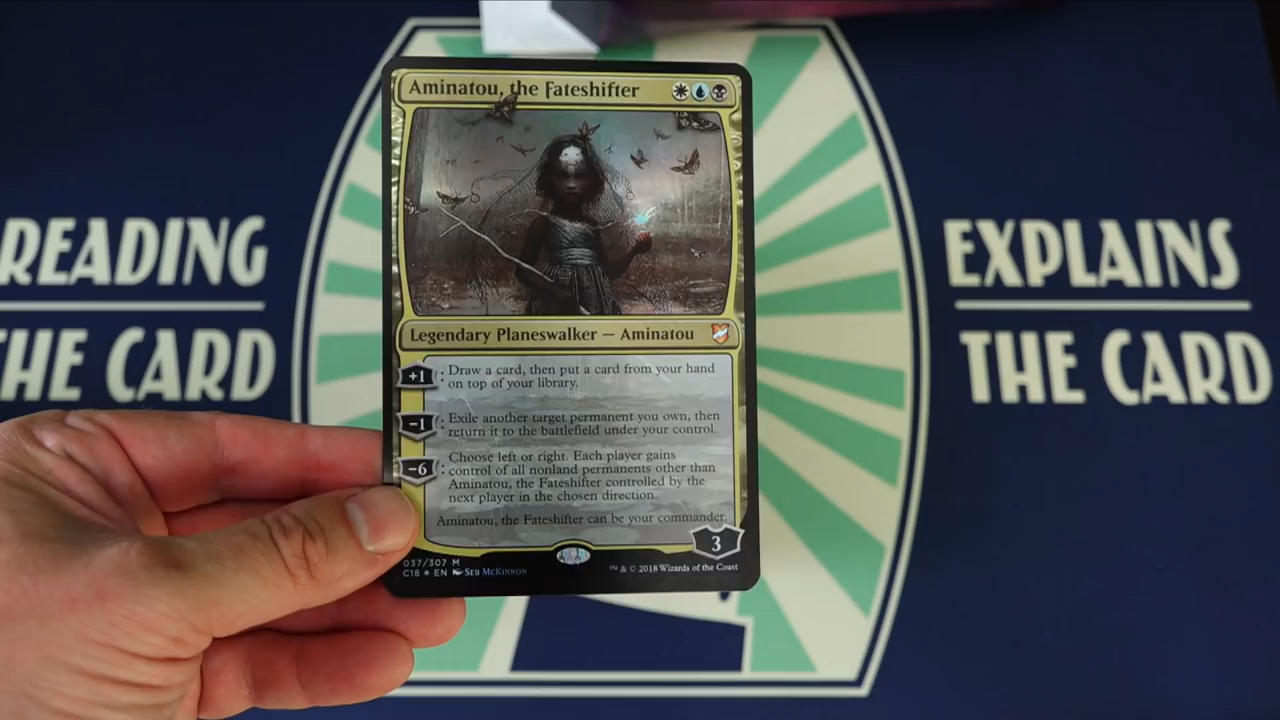 Aminatou, the Fateshifter
Legendary Planeswalker — Aminatou
+1
: Draw a card, then put a card from your hand
on top of your library.
−1
: Exile another target permanent you own, then
return it to the battlefield under your control.
−6
Choose left or right. Each player gains
: control of all nonland permanents other than
Aminatou, the Fateshifter controlled by the
next player in the chosen direction.
Aminatou, the Fateshifter can be your commander.
3
037/307 M
C18 ★ EN Seb McKinnon
™ & © 2018 Wizards of the Coast
READING
THE CARD
EXPLAINS
THE CARD